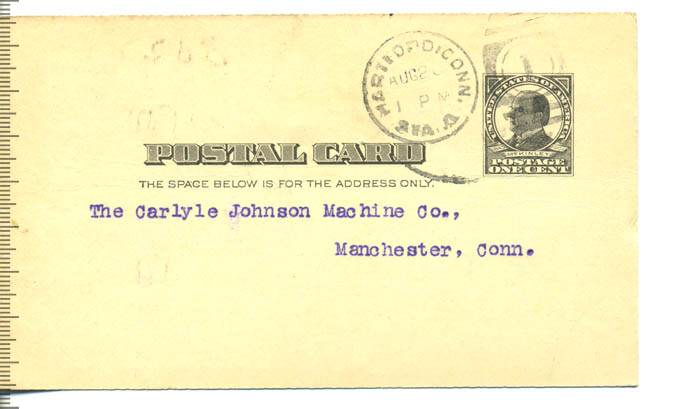 HARTFORD, CONN.
AUG 2
1 P M
STA. A
UNITED STATES OF AMERICA
MCKINLEY
POSTAGE
ONE CENT
1
POSTAL CARD
THE SPACE BELOW IS FOR THE ADDRESS ONLY.
The Carlyle Johnson Machine Co.,
Manchester, Conn.